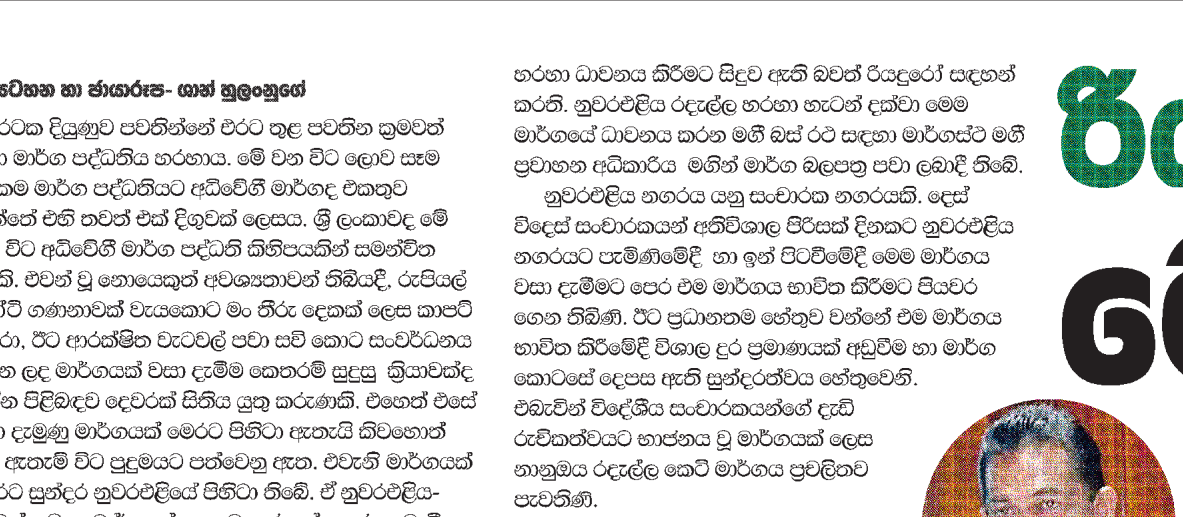 සටහන හා ඡායාරූප- ශාන් හුලංනුගේ
රටක දියුණුව පවතින්නේ එරට තුළ පවතින ක්‍රමවත්
මාර්ග පද්ධතිය හරහාය. මේ වන විට ලොව සෑම
මාර්ග පද්ධතියට අධිවේගී මාර්ගද එකතුව
එහි තවත් එක් දිගුවක් ලෙසය. ශ්‍රී ලංකාවද මේ
විට අධිවේගී මාර්ග පද්ධති කිහිපයකින් සමන්විත
එවන් වූ නොයෙකුත් අවශ්‍යතාවන් තිබියදී, රුපියල්
ගණනාවක් වැයකොට මං තීරු දෙකක් ලෙස කාපට්
ඊට ආරක්ෂිත වැටවල් පවා සවි කොට සංවර්ධනය
ලද මාර්ගයක් වසා දැමීම කෙතරම් සුදුසු ක්‍රියාවක්ද
පිළිබඳව දෙවරක් සිතිය යුතු කරුණකි. එහෙත් එසේ
දැමුණු මාර්ගයක් මෙරට පිහිටා ඇතැයි කිවහොත්
ඇතැම් විට පුදුමයට පත්වෙනු ඇත. එවැනි මාර්ගයක්
සුන්දර නුවරඑළියේ පිහිටා තිබේ. ඒ නුවරඑළිය-
හරහා ධාවනය කිරීමට සිදුව ඇති බවත් රියදුරෝ සඳහන්
කරති. නුවරඑළිය රදැල්ල හරහා හැටන් දක්වා මෙම
මාර්ගයේ ධාවනය කරන මගී බස් රථ සඳහා මාර්ගස්ථ මගී
ප්‍රවාහන අධිකාරිය මගින් මාර්ග බලපත්‍ර පවා ලබාදී තිබේ.
නුවරඑළිය නගරය යනු සංචාරක නගරයකි. දෙස්
විදෙස් සංචාරකයන් අතිවිශාල පිරිසක් දිනකට නුවරඑළිය
නගරයට පැමිණිමේදී හා ඉන් පිටවීමේදී මෙම මාර්ගය
වසා දැමීමට පෙර එම මාර්ගය භාවිත කිරීමට පියවර
ගෙන තිබිණි. ඊට ප්‍රධානතම හේතුව වන්නේ එම මාර්ගය
භාවිත කිරීමේදී විශාල දුර ප්‍රමාණයක් අඩුවීම හා මාර්ග
කොටසේ දෙපස ඇති සුන්දරත්වය හේතුවෙනි.
එබැවින් විදේශීය සංචාරකයන්ගේ දැඩි
රුචිකත්වයට භාජනය වූ මාර්ගයක් ලෙස
නානුඔය රදැල්ල කෙටි මාර්ගය ප්‍රචලිතව
පැවතිණි.